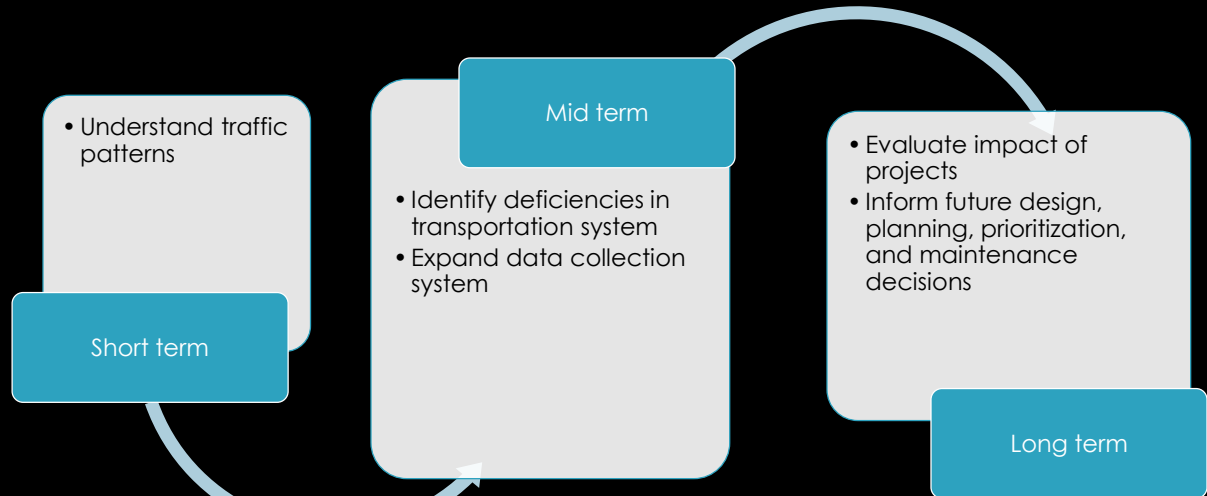 • Understand traffic
patterns
Short term
Mid term
• Identify deficiencies in
transportation system
• Expand data collection
system
• Evaluate impact of
projects
• Inform future design,
planning, prioritization,
and maintenance
decisions
Long term